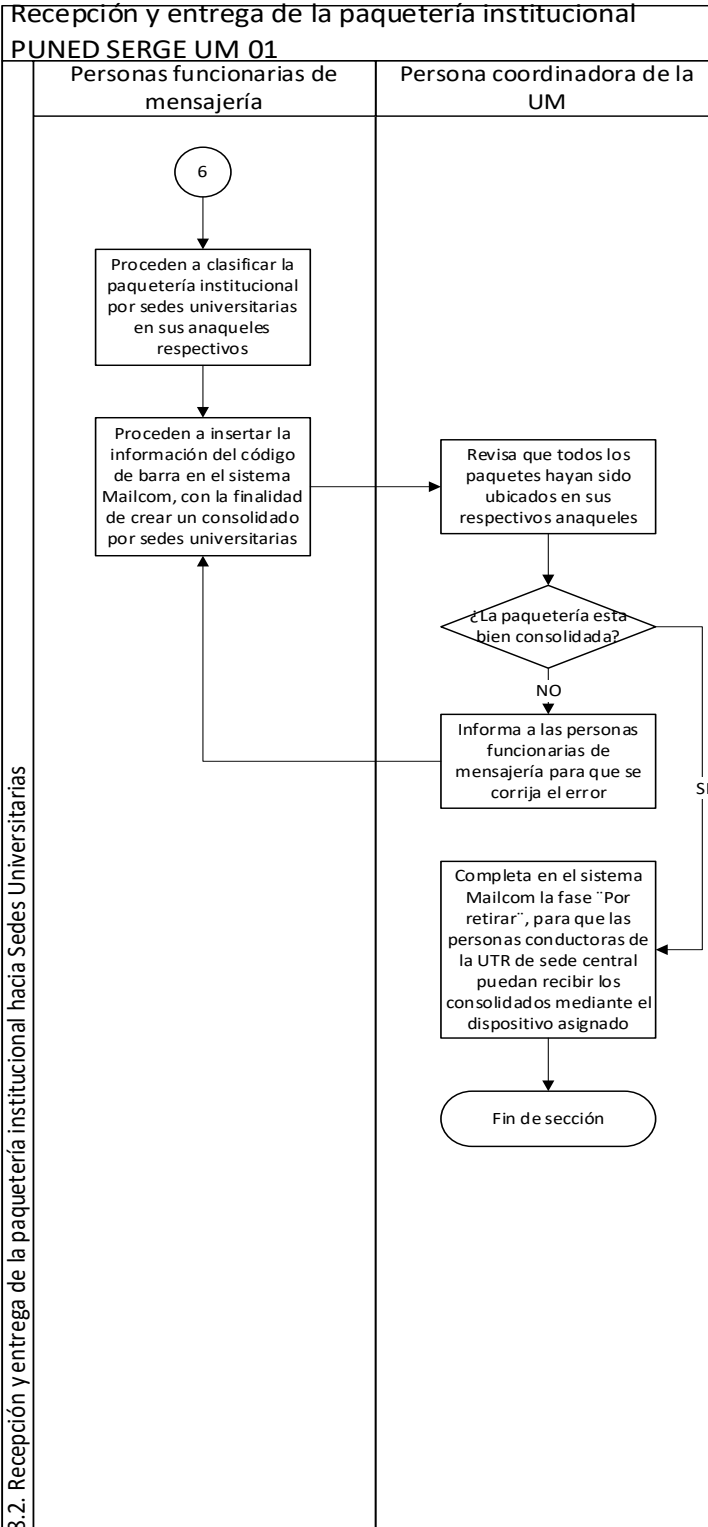 Recepción y entrega de la paquetería institucional
PUNED SERGE UM 01
Personas funcionarias de
mensajería
Persona coordinadora de la
UM
6
Proceden a clasificar la
paquetería institucional
por sedes universitarias
en sus anaqueles
respectivos
Proceden a insertar la
información del código
de barra en el sistema
Mailcom, con la finalidad
de crear un consolidado
por sedes universitarias
Revisa que todos los
paquetes hayan sido
ubicados en sus
respectivos anaqueles
¿La paquetería esta
bien consolidada?
NO
Informa a las personas
funcionarias de
mensajería para que se
corrija el error
SI
Completa en el sistema
Mailcom la fase ¨Por
retirar¨, para que las
personas conductoras de
la UTR de sede central
puedan recibir los
consolidados mediante el
dispositivo asignado
Fin de sección
3.2. Recepción y entrega de la paquetería institucional hacia Sedes Universitarias